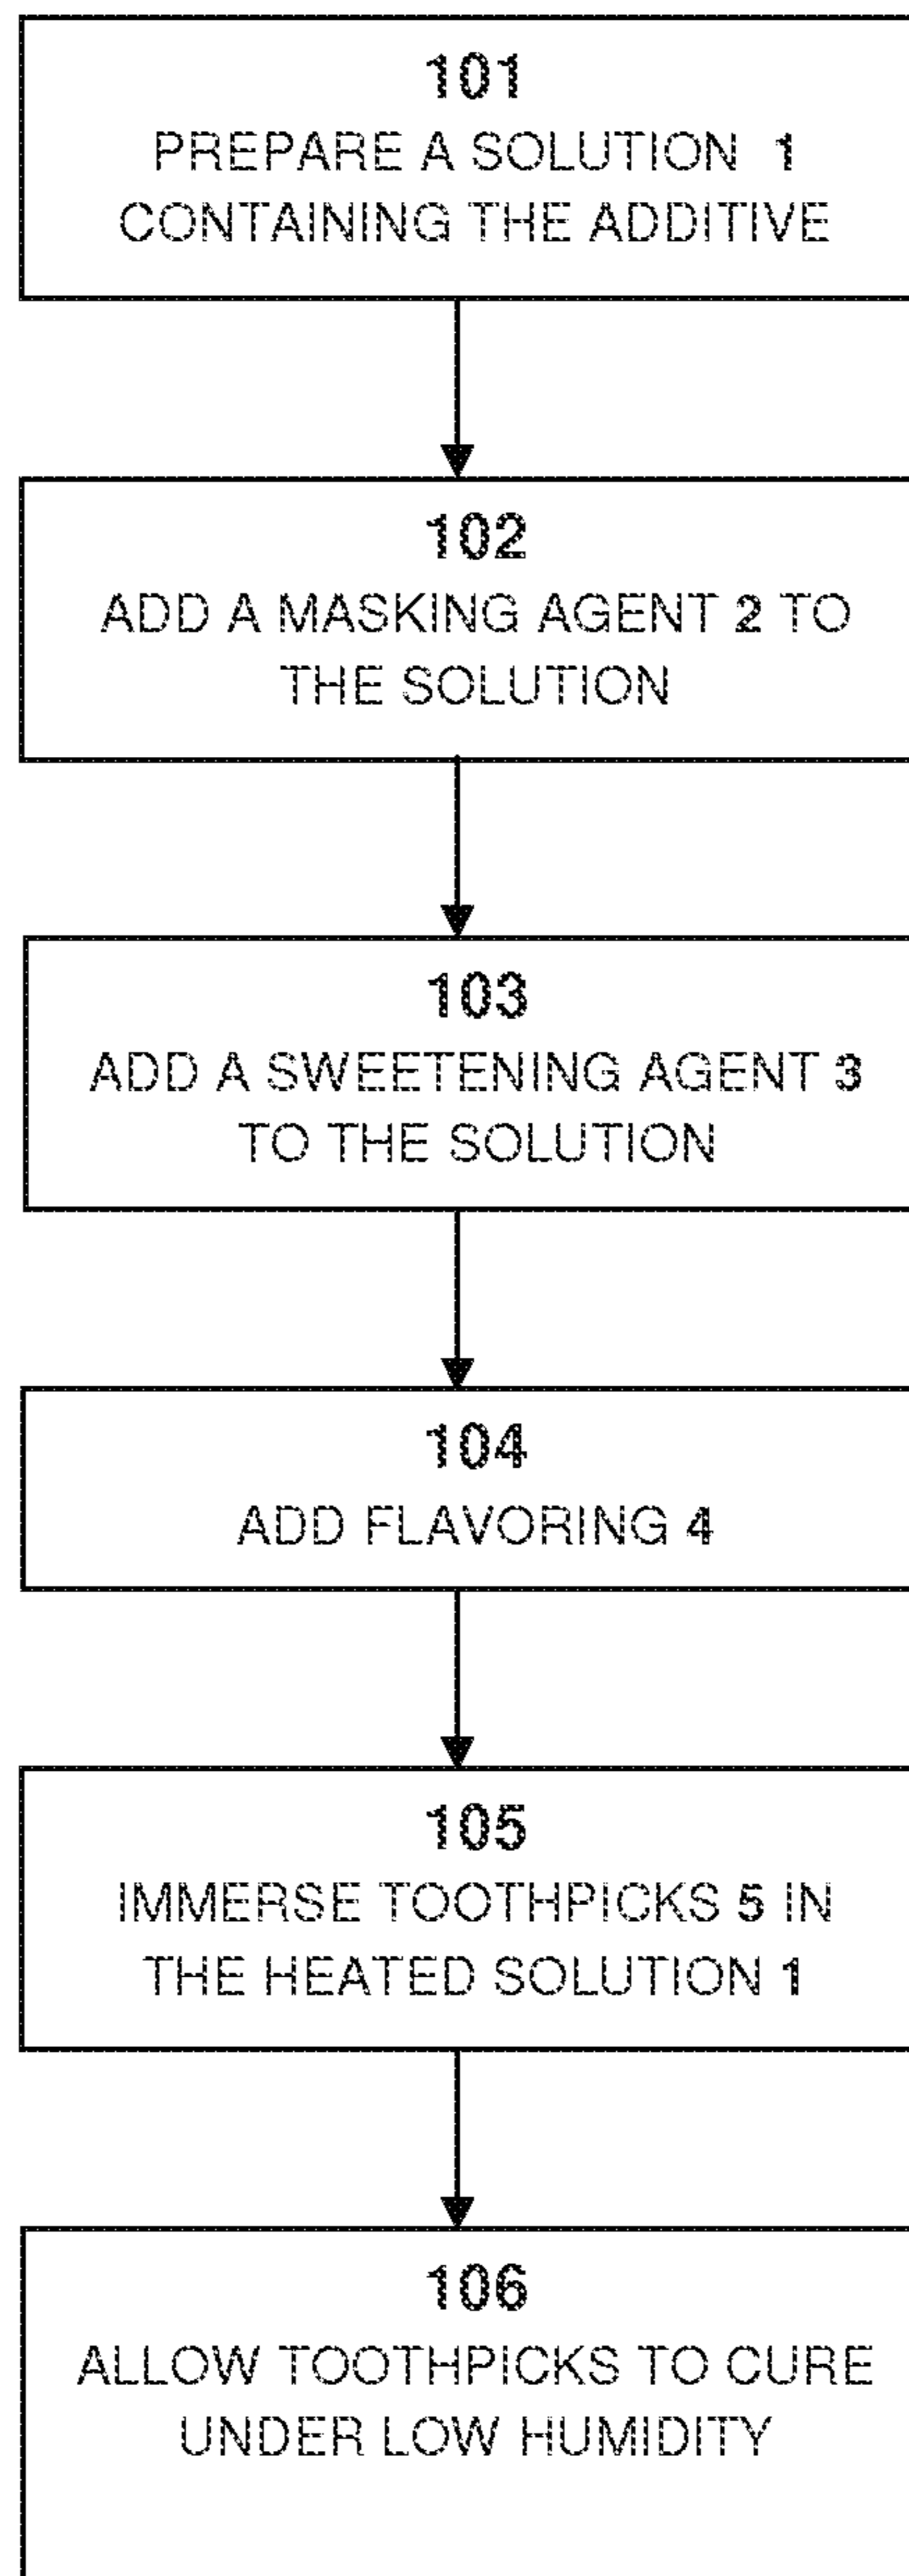 101
PREPARE A SOLUTION 1
CONTAINING THE ADDITIVE
102
ADD A MASKING AGENT 2 TO
THE SOLUTION
103
ADD A SWEETENING AGENT 3
TO THE SOLUTION
104
ADD FLAVORING 4
105
IMMERSE TOOTHPICKS 5 IN
THE HEATED SOLUTION 1
106
ALLOW TOOTHPICKS TO CURE
UNDER LOW HUMIDITY